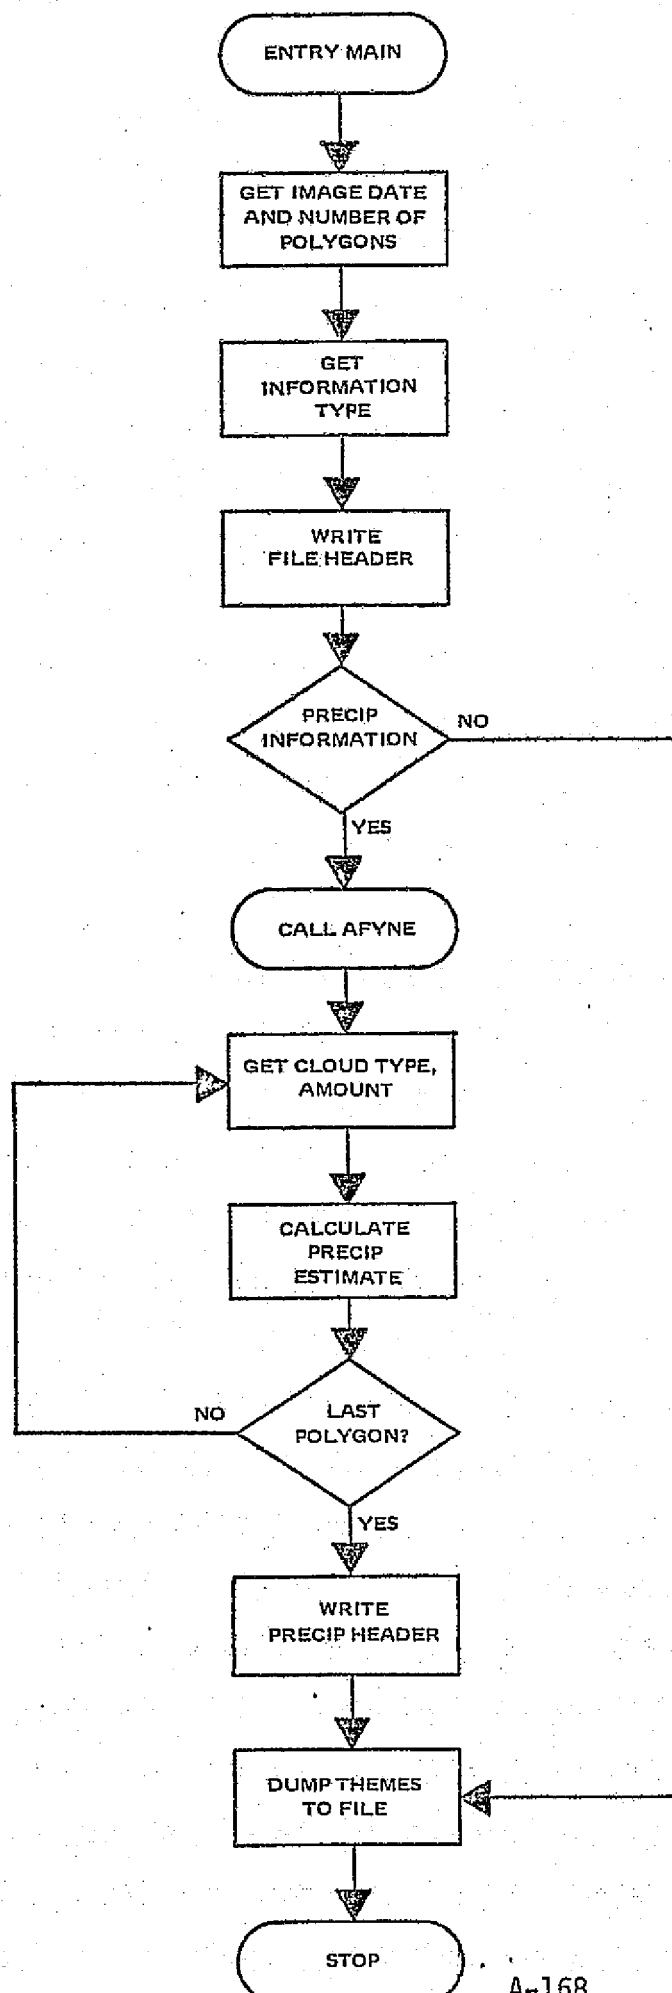 ENTRY MAIN
GET IMAGE DATE
AND NUMBER OF
POLYGONS
GET
INFORMATION
TYPE
WRITE
FILE HEADER
PRECIP
INFORMATION
NO
YES
CALL AFYNE
GET CLOUD TYPE,
AMOUNT
CALCULATE
PRECIP
ESTIMATE
NO
LAST
POLYGON?
YES
WRITE
PRECIP HEADER
DUMP THEMES
TO FILE
STOP
A-168